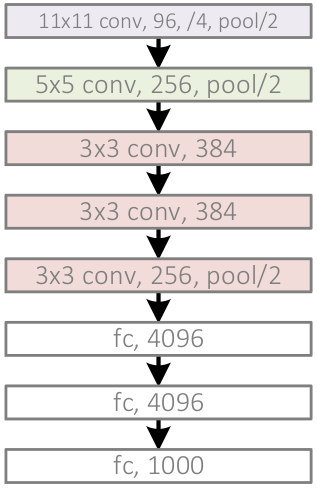 11x11 conv, 96, /4, pool/2
5x5 conv, 256, pool/2
3x3 conv, 384
3x3 conv, 384
3x3 conv, 256, pool/2
fc, 4096
fc, 4096
fc, 1000